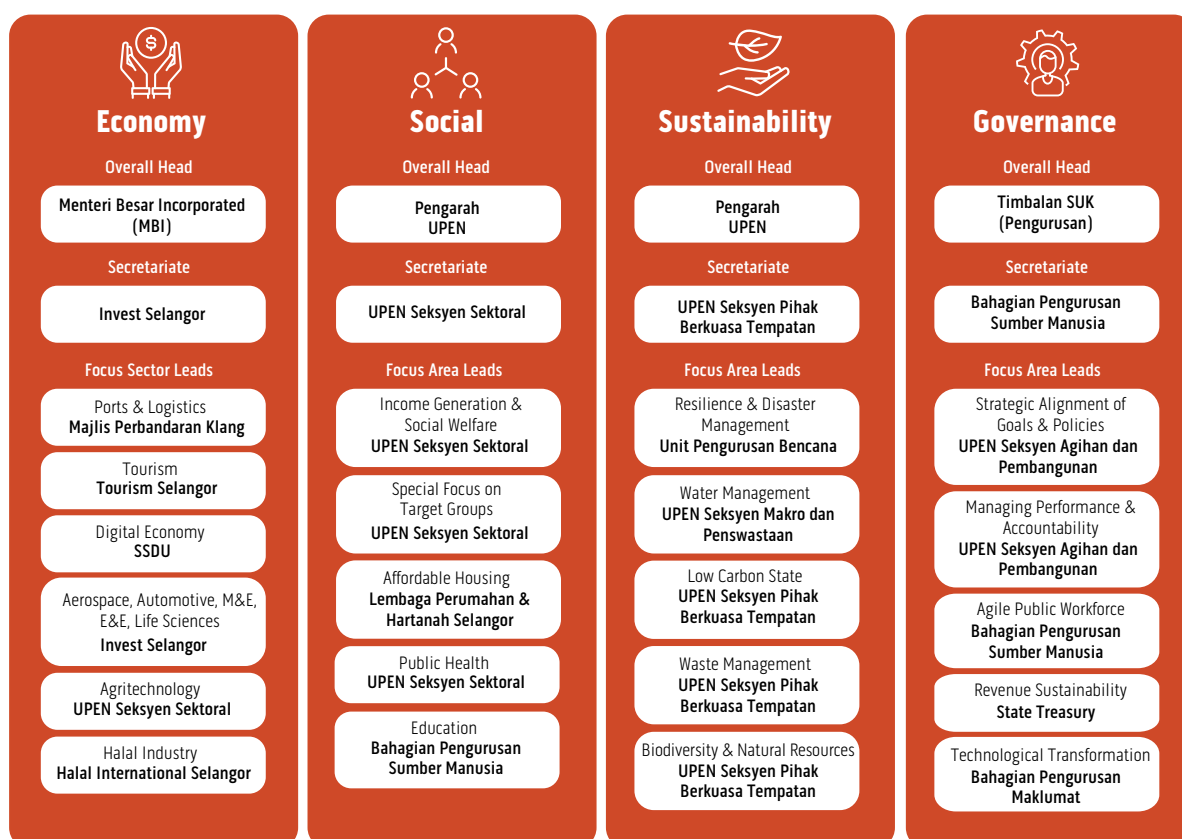 $
Economy
Overall Head
Menteri Besar Incorporated
(MBI)
Secretariate
Invest Selangor
Focus Sector Leads
Ports & Logistics
Majlis Perbandaran Klang
Tourism
Tourism Selangor
Digital Economy
SSDU
Aerospace, Automotive, M&E,
E&E, Life Sciences
Invest Selangor
Agritechnology
UPEN Seksyen Sektoral
Halal Industry
Halal International Selangor
Social
Overall Head
Pengarah
UPEN
Secretariate
UPEN Seksyen Sektoral
Focus Area Leads
Income Generation &
Social Welfare
UPEN Seksyen Sektoral
Special Focus on
Target Groups
UPEN Seksyen Sektoral
Affordable Housing
Lembaga Perumahan &
Hartanah Selangor
Public Health
UPEN Seksyen Sektoral
Education
Bahagian Pengurusan
Sumber Manusia
Sustainability
Overall Head
Pengarah
UPEN
Secretariate
UPEN Seksyen Pihak
Berkuasa Tempatan
Focus Area Leads
Resilience & Disaster
Management
Unit Pengurusan Bencana
Water Management
UPEN Seksyen Makro dan
Penswastaan
Low Carbon State
UPEN Seksyen Pihak
Berkuasa Tempatan
Waste Management
UPEN Seksyen Pihak
Berkuasa Tempatan
Biodiversity & Natural Resources
UPEN Seksyen Pihak
Berkuasa Tempatan
Governance
Overall Head
Timbalan SUK
(Pengurusan)
Secretariate
Bahagian Pengurusan
Sumber Manusia
Focus Area Leads
Strategic Alignment of
Goals & Policies
UPEN Seksyen Agihan dan
Pembangunan
Managing Performance &
Accountability
UPEN Seksyen Agihan dan
Pembangunan
Agile Public Workforce
Bahagian Pengurusan
Sumber Manusia
Revenue Sustainability
State Treasury
Technological Transformation
Bahagian Pengurusan
Maklumat